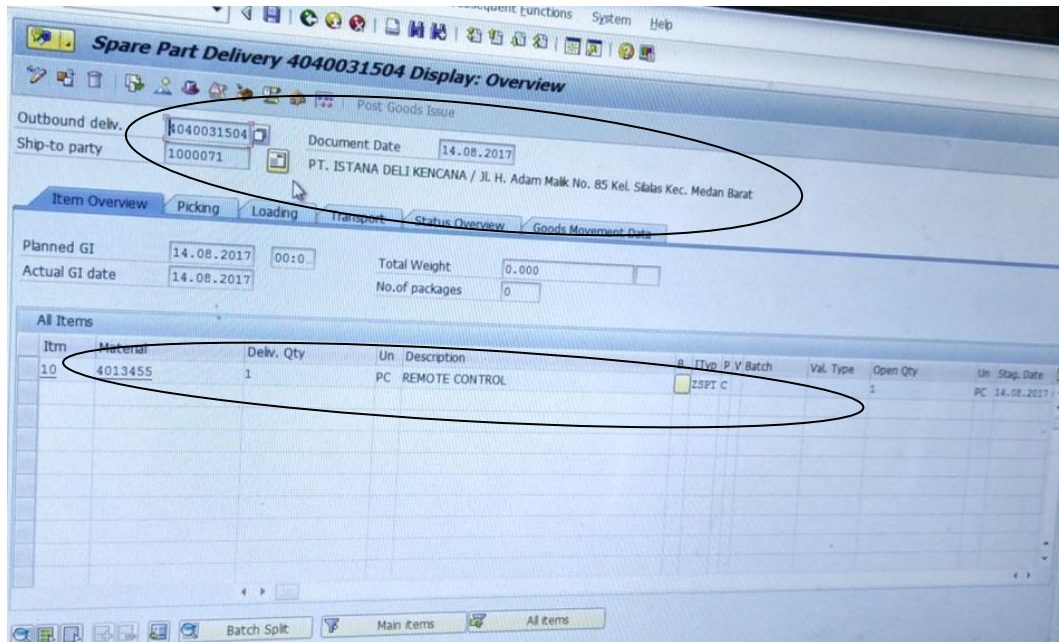 Functions System Help
Spare Part Delivery 4040031504 Display: Overview
Post Goods Issue
Outbound deliv. 4040031504 Document Date 14.08.2017
Ship-to party 1000071 PT. ISTANA DELI KENCANA / Jl. H. Adam Malik No. 85 Kel. Silalas Kec. Medan Barat
Item Overview Picking Loading Transport Status Overview Goods Movement Data
Planned GI 14.08.2017 00:0 Total Weight 0.000
Actual GI date 14.08.2017 No.of packages 0
All Items
Itm Material Deliv. Qty Un Description B ITyp P V Batch Val. Type Open Qty Un Stag. Date
10 4013455 1 PC REMOTE CONTROL ZSPT C 1 PC 14.08.2017
Batch Split Main items All items